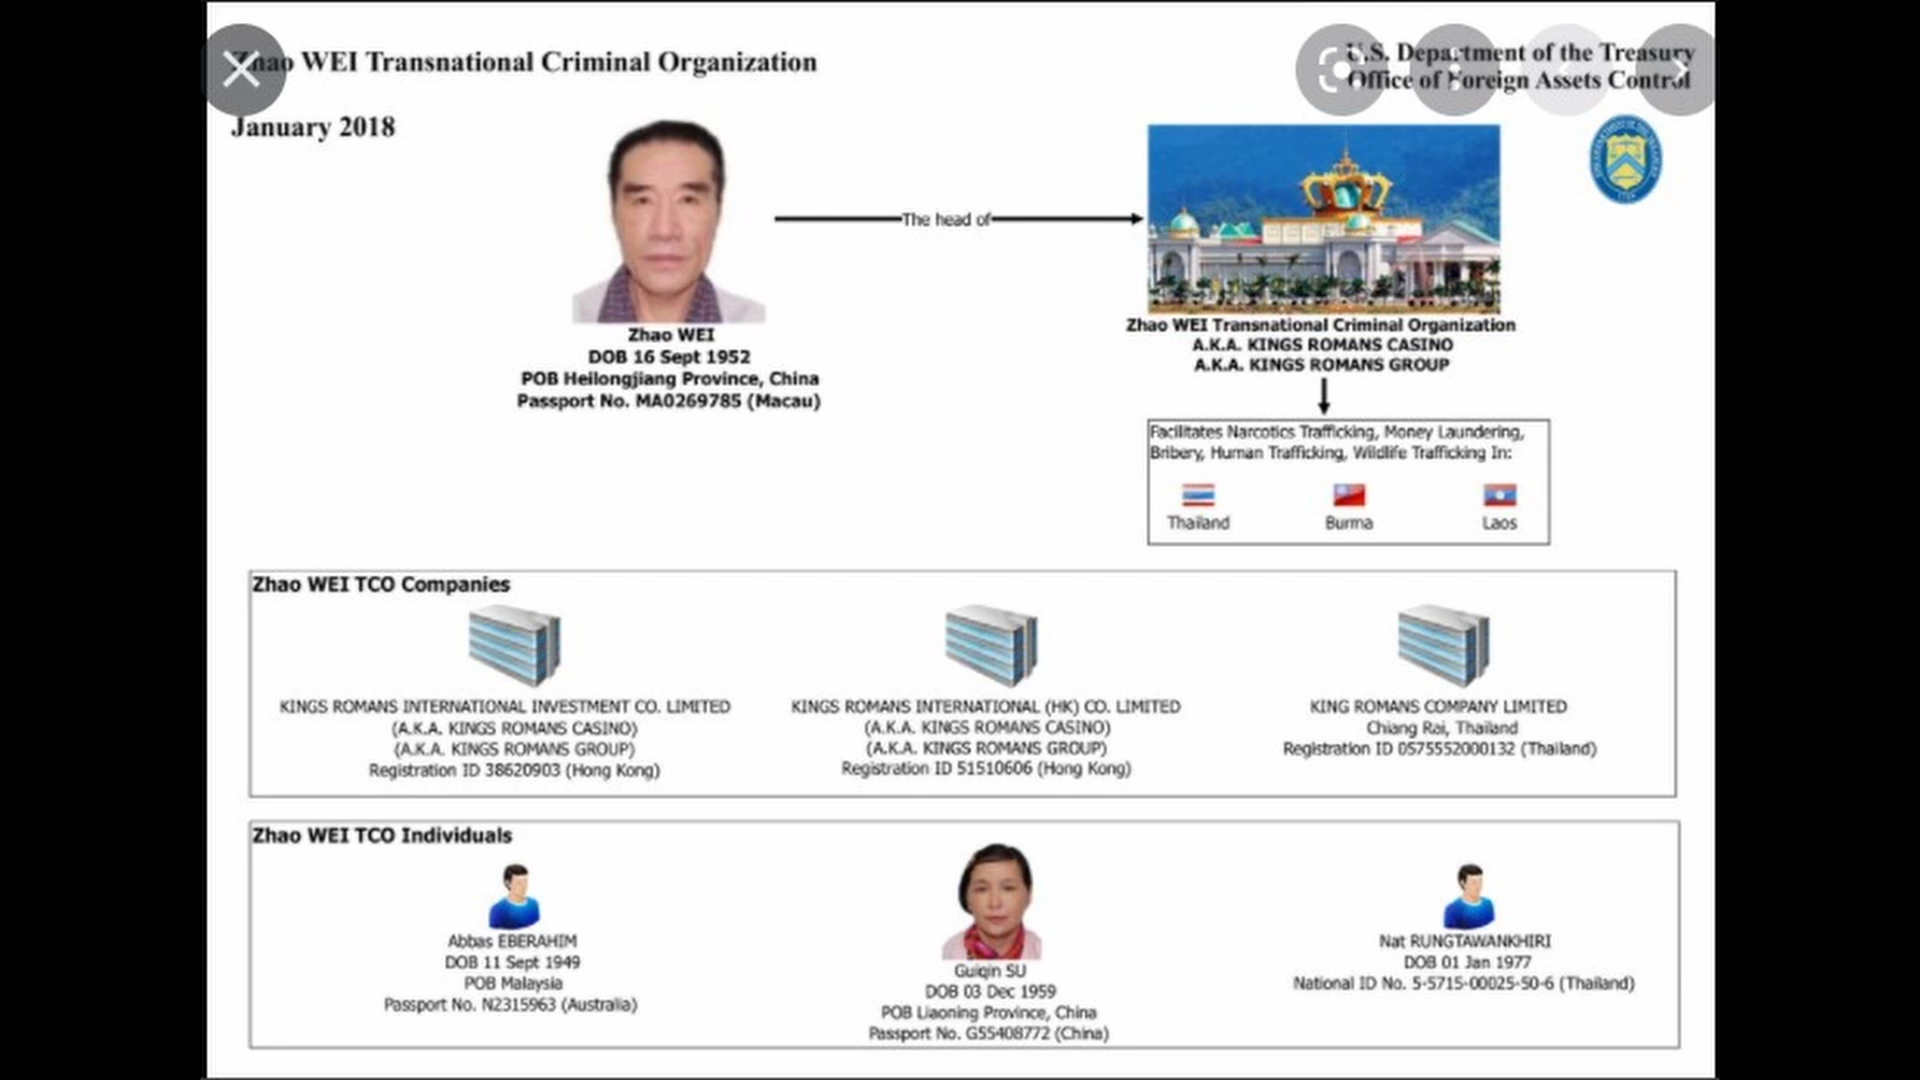 Zhao WEI Transnational Criminal Organization
U.S. Department of the Treasury
Office of Foreign Assets Control
January 2018
The head of
Zhao WEI
DOB 16 Sept 1952
POB Heilongjiang Province, China
Passport No. MA0269785 (Macau)
Zhao WEI Transnational Criminal Organization
A.K.A. KINGS ROMANS CASINO
A.K.A. KINGS ROMANS GROUP
Facilitates Narcotics Trafficking, Money Laundering,
Bribery, Human Trafficking, Wildlife Trafficking In:
Thailand
Burma
Laos
Zhao WEI TCO Companies
KINGS ROMANS INTERNATIONAL INVESTMENT CO. LIMITED
(A.K.A. KINGS ROMANS CASINO)
(A.K.A. KINGS ROMANS GROUP)
Registration ID 38620903 (Hong Kong)
KINGS ROMANS INTERNATIONAL (HK) CO. LIMITED
(A.K.A. KINGS ROMANS CASINO)
(A.K.A. KINGS ROMANS GROUP)
Registration ID 51510606 (Hong Kong)
KING ROMANS COMPANY LIMITED
Chiang Rai, Thailand
Registration ID 0575552000132 (Thailand)
Zhao WEI TCO Individuals
Abbas EBERAHIM
DOB 11 Sept 1949
POB Malaysia
Passport No. N2315963 (Australia)
Guiqin SU
DOB 03 Dec 1959
POB Liaoning Province, China
Passport No. G55408772 (China)
Nat RUNGTAWANKHIRI
DOB 01 Jan 1977
National ID No. 5-5715-00025-50-6 (Thailand)